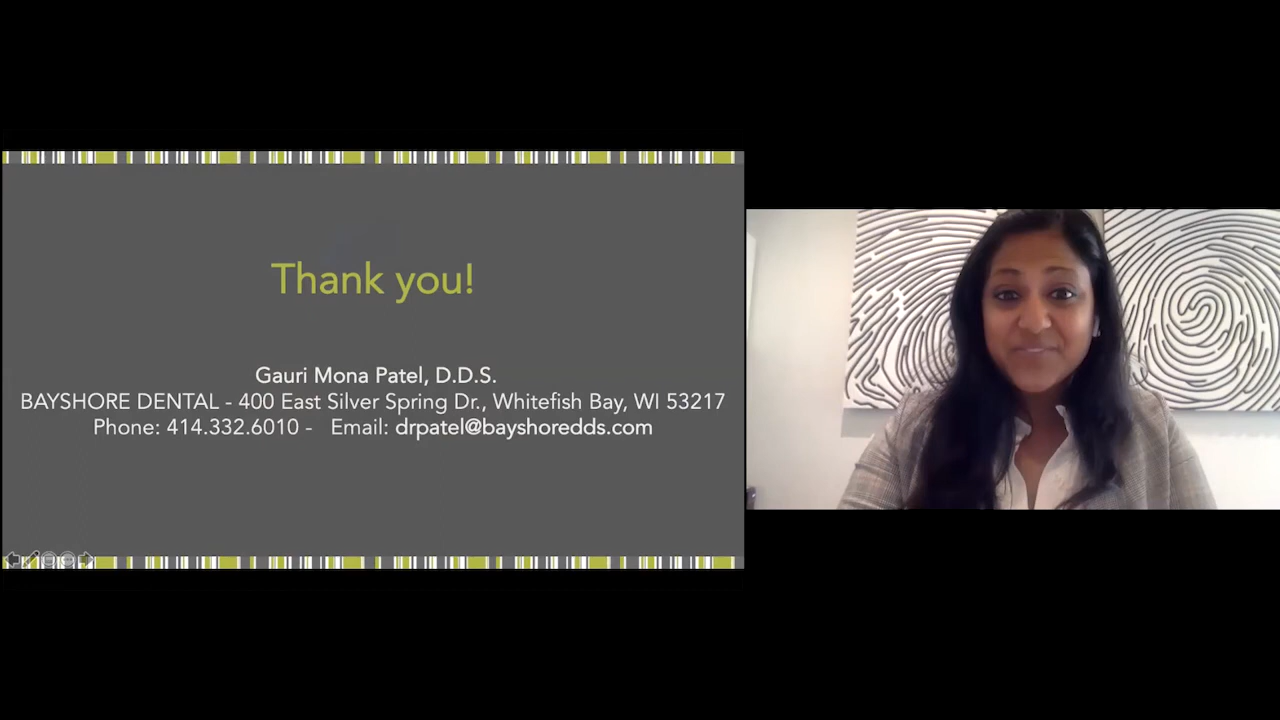 Thank you!
Gauri Mona Patel, D.D.S.
BAYSHORE DENTAL - 400 East Silver Spring Dr., Whitefish Bay, WI 53217
Phone: 414.332.6010 - Email: drpatel@bayshoredds.com